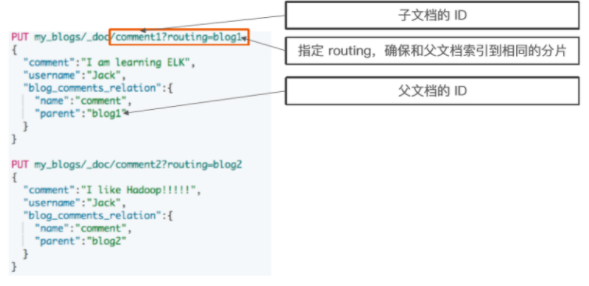 子文档的 ID
PUT my_blogs/_doc/comment1?routing=blog1
指定 routing，确保和父文档索引到相同的分片
{
"comment":"I am learning ELK",
"username":"Jack",
"blog_comments_relation":{
"name":"comment",
父文档的 ID
"parent":"blog1"
}
}
PUT my_blogs/_doc/comment2?routing=blog2
{
"comment":"I like Hadoop!!!!!",
"username":"Jack",
"blog_comments_relation":{
"name":"comment",
"parent":"blog2"
}
}